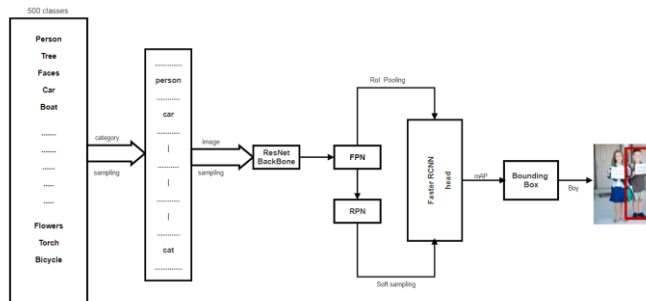 500 classes
Person
Tree
Faces
Car
Boat
........
........
........
......
.....
Flowers
Torch
Bicycle
category
sampling
.............
person
...........
car
...........
|
...........
|
...........
|
...........
cat
...........
Image
sampling
ResNet
BackBone
FPN
RPN
RoI Pooling
Soft sampling
Faster RCNN
head
mAP
Bounding
Box
Boy